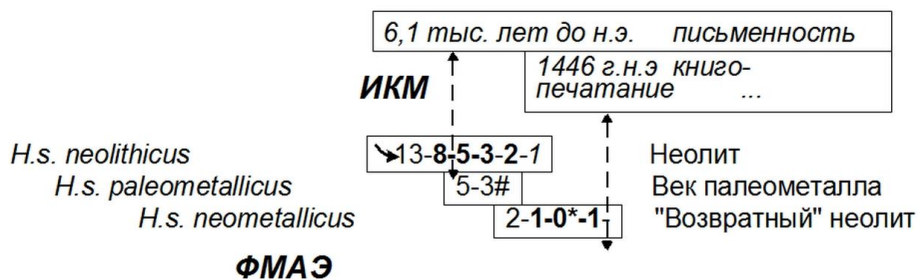 6,1 тыс. лет до н.э. письменность
1446 г.н.э книго-
печатание ...
ИКМ
H.s. neolithicus 13-8-5-3-2-1 Неолит
H.s. paleometallicus 5-3# Век палеометалла
H.s. neometallicus 2-1-0*-1- "Возвратный" неолит
ФМАЭ